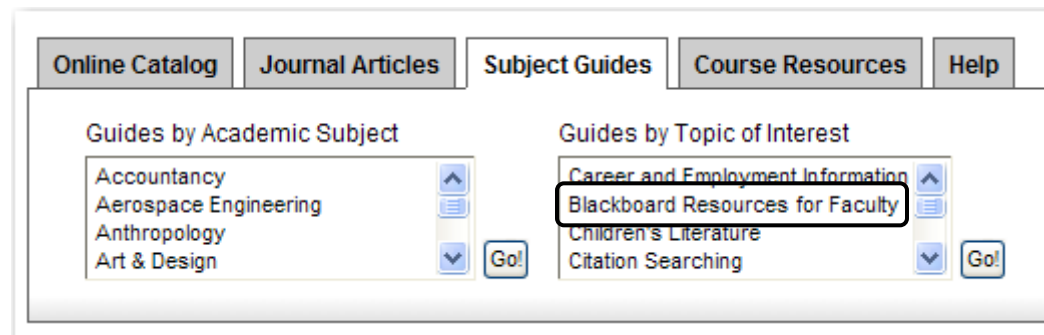 Online Catalog Journal Articles Subject Guides Course Resources Help
Guides by Academic Subject
Accountancy
Aerospace Engineering
Anthropology
Art & Design
Go!
Guides by Topic of Interest
Career and Employment Information
Blackboard Resources for Faculty
Children's Literature
Citation Searching
Go!